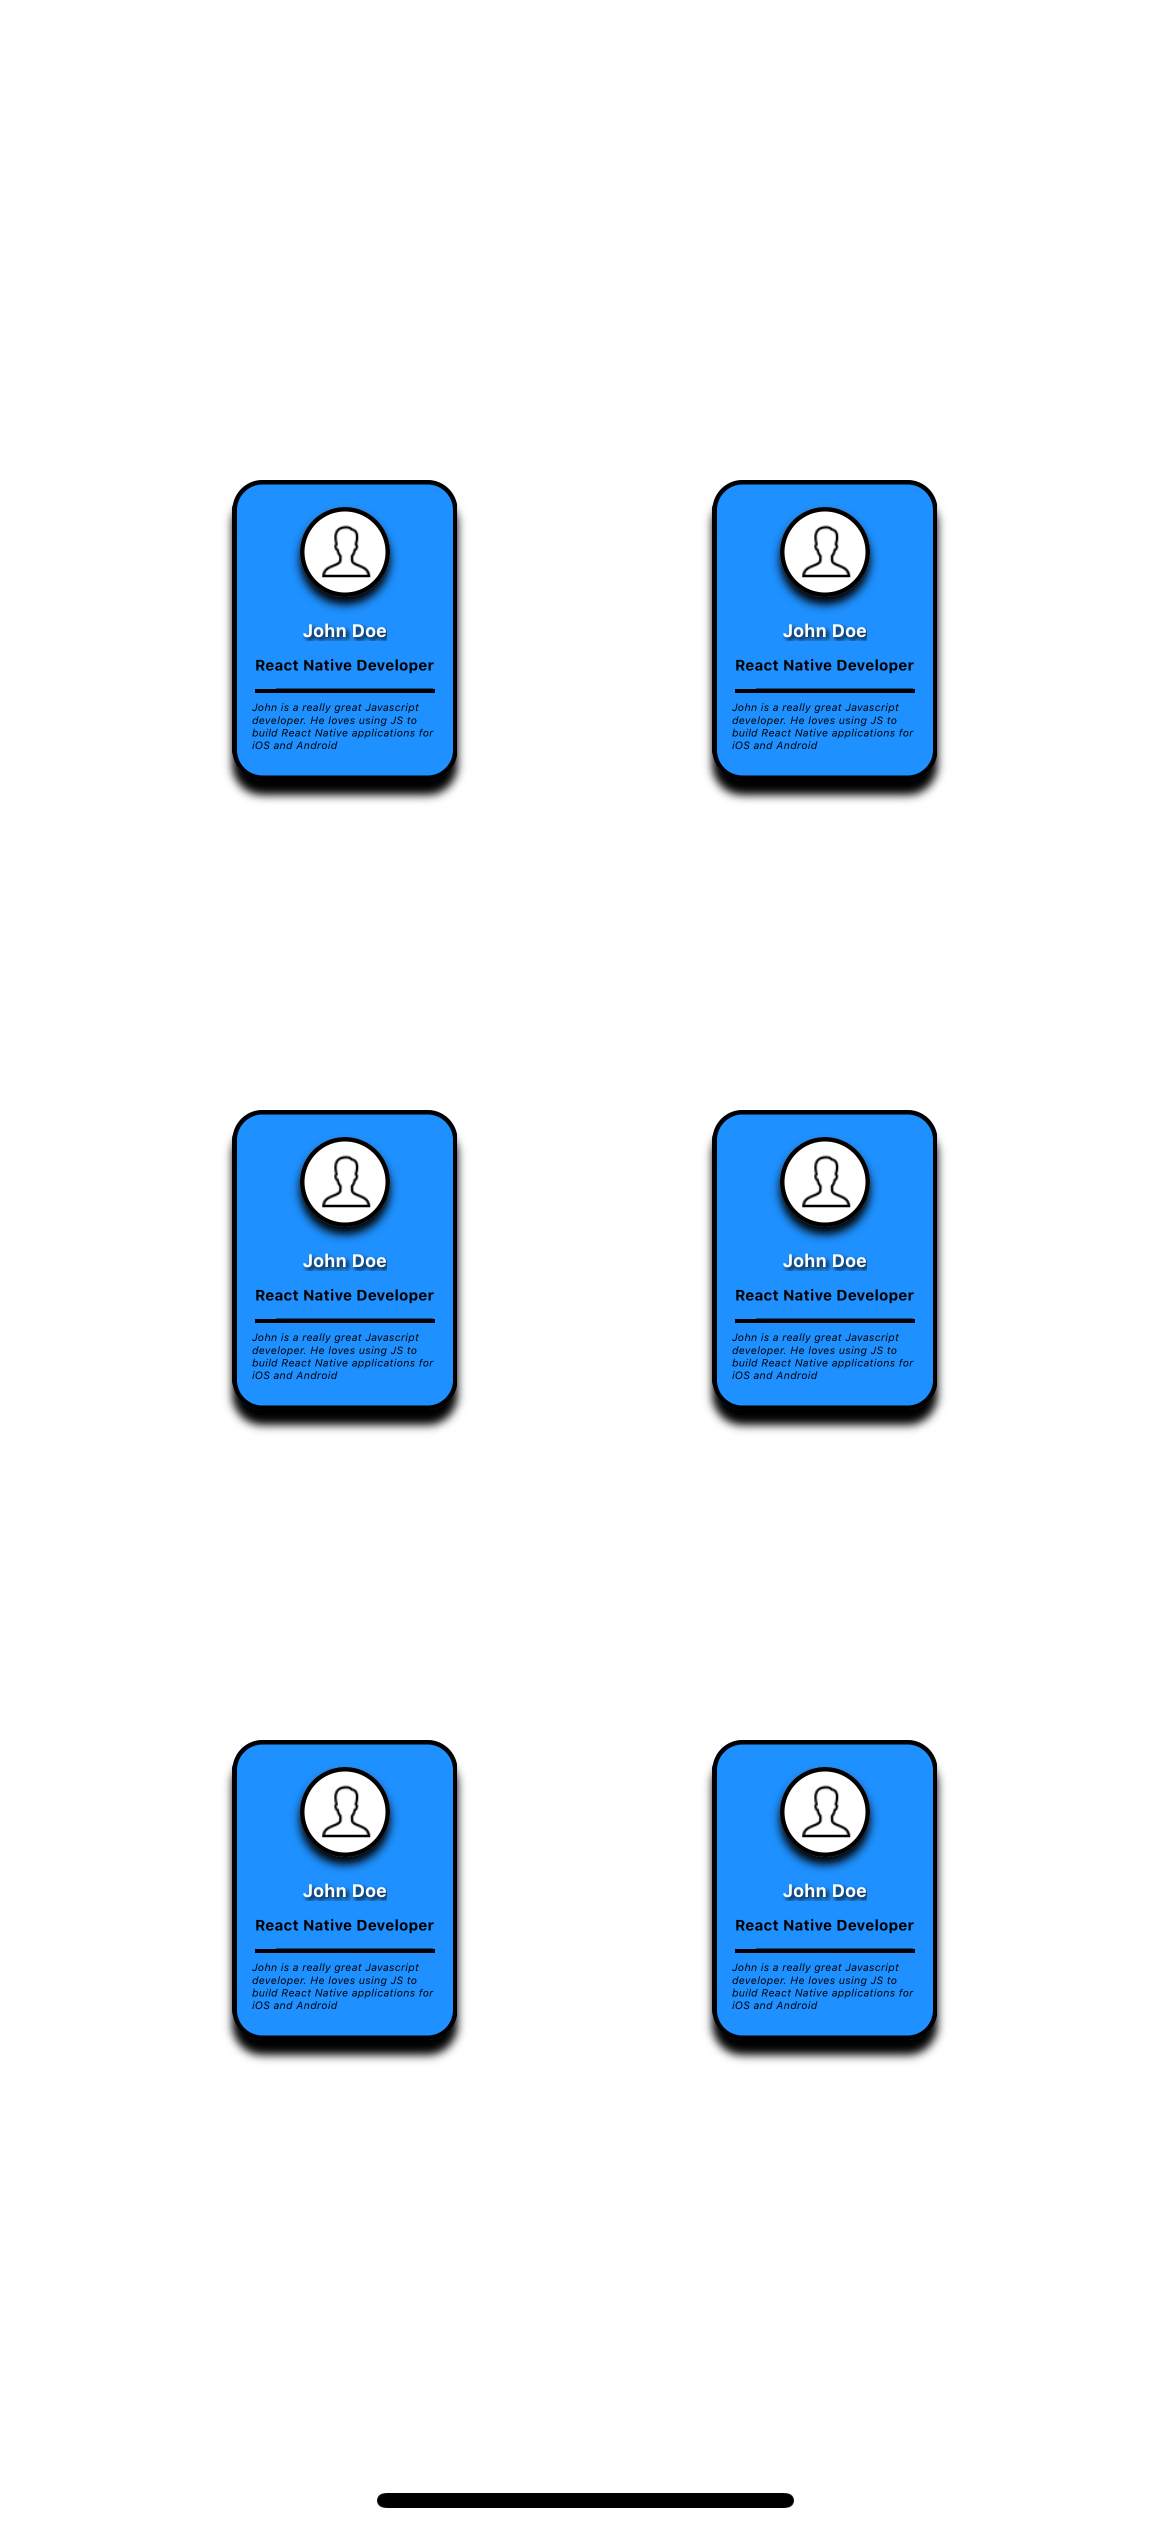 John Doe
React Native Developer
John is a really great Javascript
developer. He loves using JS to
build React Native applications for
iOS and Android
John Doe
React Native Developer
John is a really great Javascript
developer. He loves using JS to
build React Native applications for
iOS and Android
John Doe
React Native Developer
John is a really great Javascript
developer. He loves using JS to
build React Native applications for
iOS and Android
John Doe
React Native Developer
John is a really great Javascript
developer. He loves using JS to
build React Native applications for
iOS and Android
John Doe
React Native Developer
John is a really great Javascript
developer. He loves using JS to
build React Native applications for
iOS and Android
John Doe
React Native Developer
John is a really great Javascript
developer. He loves using JS to
build React Native applications for
iOS and Android